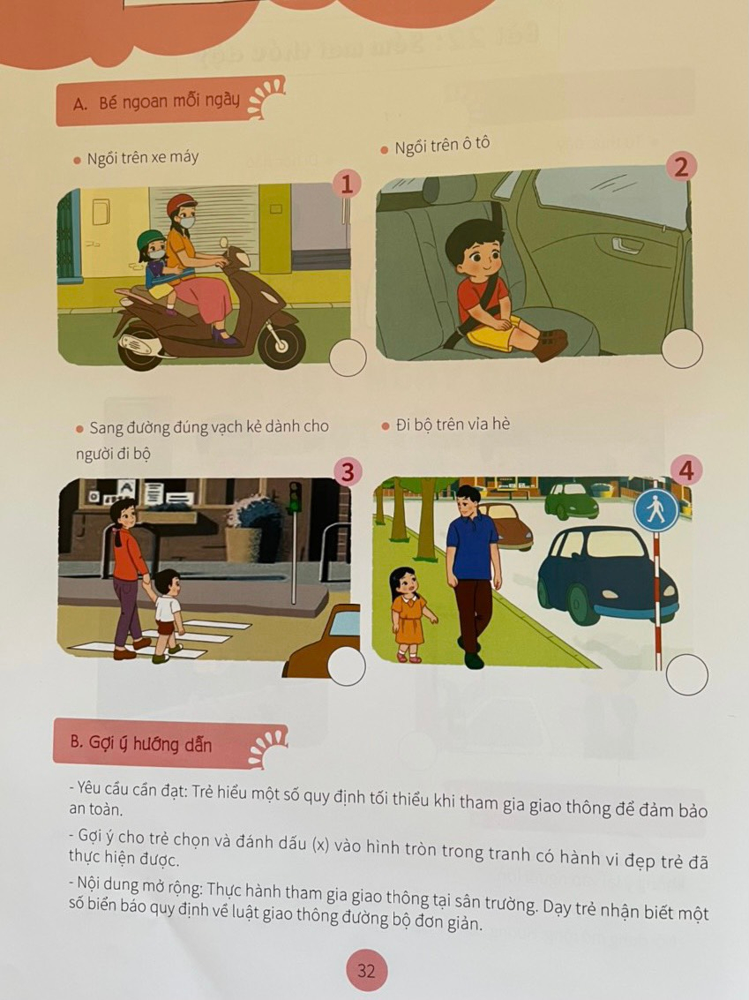 A. Bé ngoan mỗi ngày
• Ngồi trên xe máy
• Ngồi trên ô tô
1
2
• Sang đường đúng vạch kẻ dành cho
người đi bộ
• Đi bộ trên vỉa hè
3
4
A
B. Gợi ý hướng dẫn
- Yêu cầu cần đạt: Trẻ hiểu một số quy định tối thiểu khi tham gia giao thông để đảm bảo
an toàn.
- Gợi ý cho trẻ chọn và đánh dấu (x) vào hình tròn trong tranh có hành vi đẹp trẻ đã
thực hiện được.
- Nội dung mở rộng: Thực hành tham gia giao thông tại sân trường. Dạy trẻ nhận biết một
số biển báo quy định về luật giao thông đường bộ đơn giản.
32